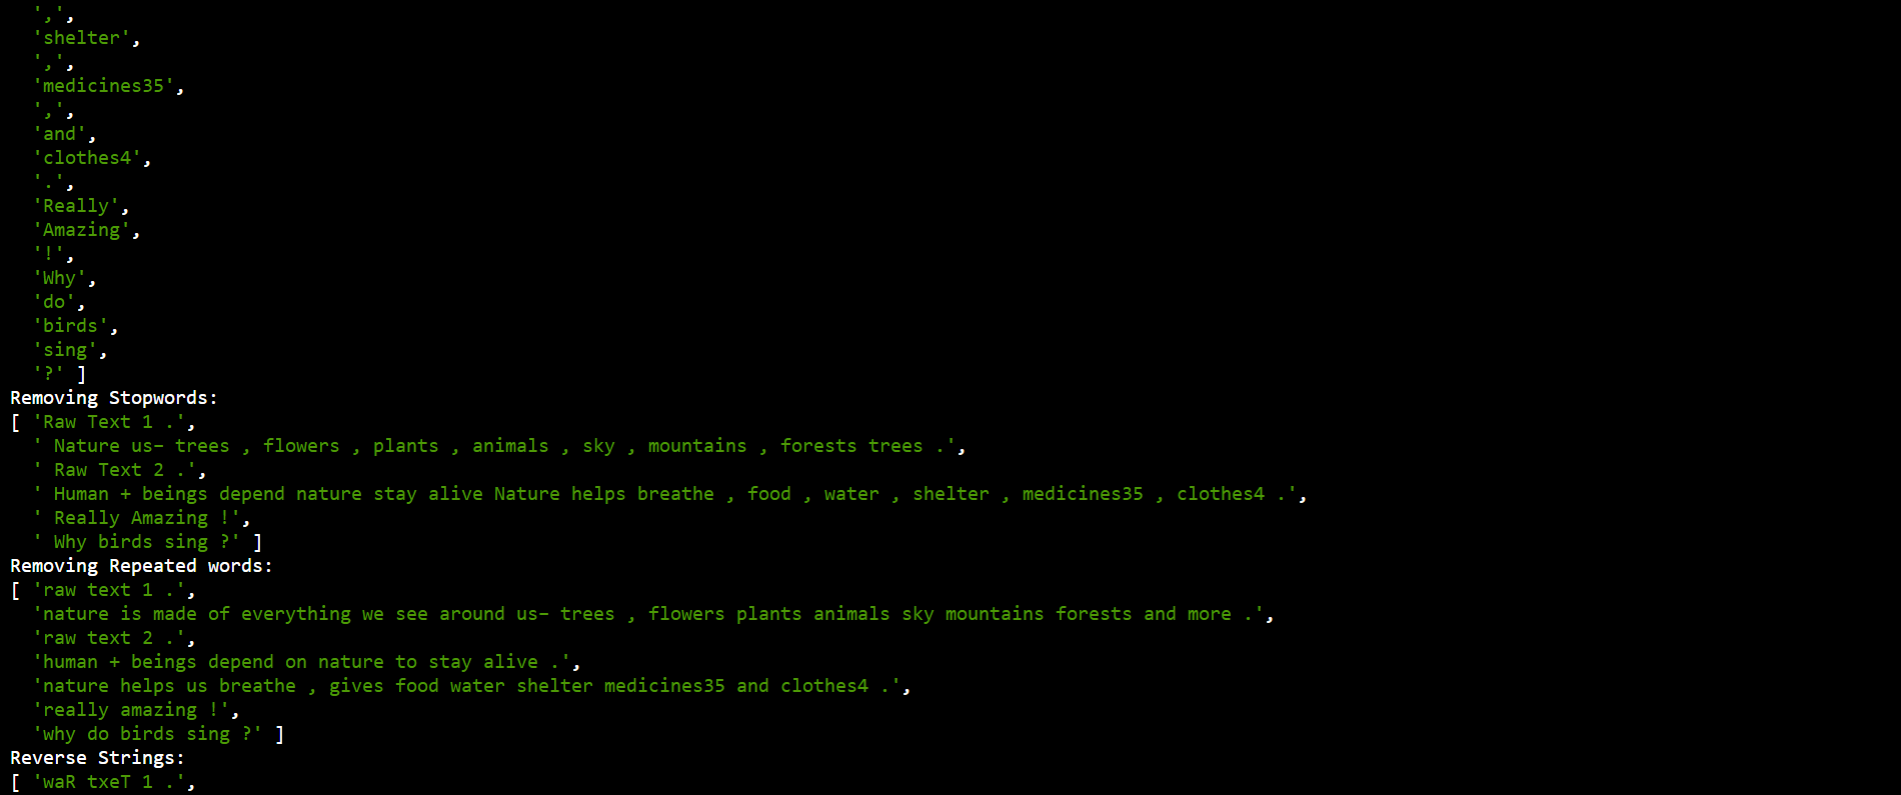 ',',
'shelter',
',',
'medicines35',
',',
'and',
'clothes4',
'.',
'Really',
'Amazing',
'!',
'Why',
'do',
'birds',
'sing',
'?' ]
Removing Stopwords:
[ 'Raw Text 1 .',
' Nature us– trees , flowers , plants , animals , sky , mountains , forests trees .',
' Raw Text 2 .',
' Human + beings depend nature stay alive Nature helps breathe , food , water , shelter , medicines35 , clothes4 .',
' Really Amazing !',
' Why birds sing ?' ]
Removing Repeated words:
[ 'raw text 1 .',
'nature is made of everything we see around us– trees , flowers plants animals sky mountains forests and more .',
'raw text 2 .',
'human + beings depend on nature to stay alive .',
'nature helps us breathe , gives food water shelter medicines35 and clothes4 .',
'really amazing !',
'why do birds sing ?' ]
Reverse Strings:
[ 'waR txeT 1 .',